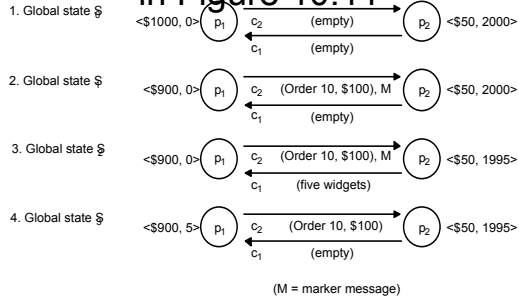 in Figure
1. Global state S
<$1000, 0> p1 c2 (empty) p2 <$50, 2000>
c1 (empty)
2. Global state S
<$900, 0> p1 c2 (Order 10, $100), M p2 <$50, 2000>
c1 (empty)
3. Global state S
<$900, 0> p1 c2 (Order 10, $100), M p2 <$50, 1995>
c1 (five widgets)
4. Global state S
<$900, 5> p1 c2 (Order 10, $100) p2 <$50, 1995>
c1 (empty)
(M = marker message)